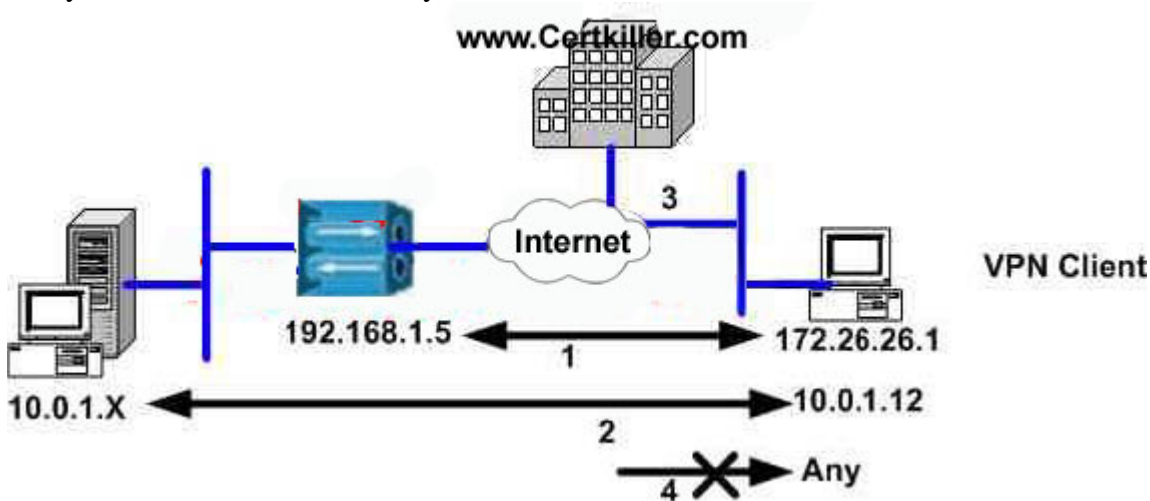 www.Certkiller.com
3
Internet
VPN Client
192.168.1.5
1
172.26.26.1
10.0.1.X
10.0.1.12
2
4
Any